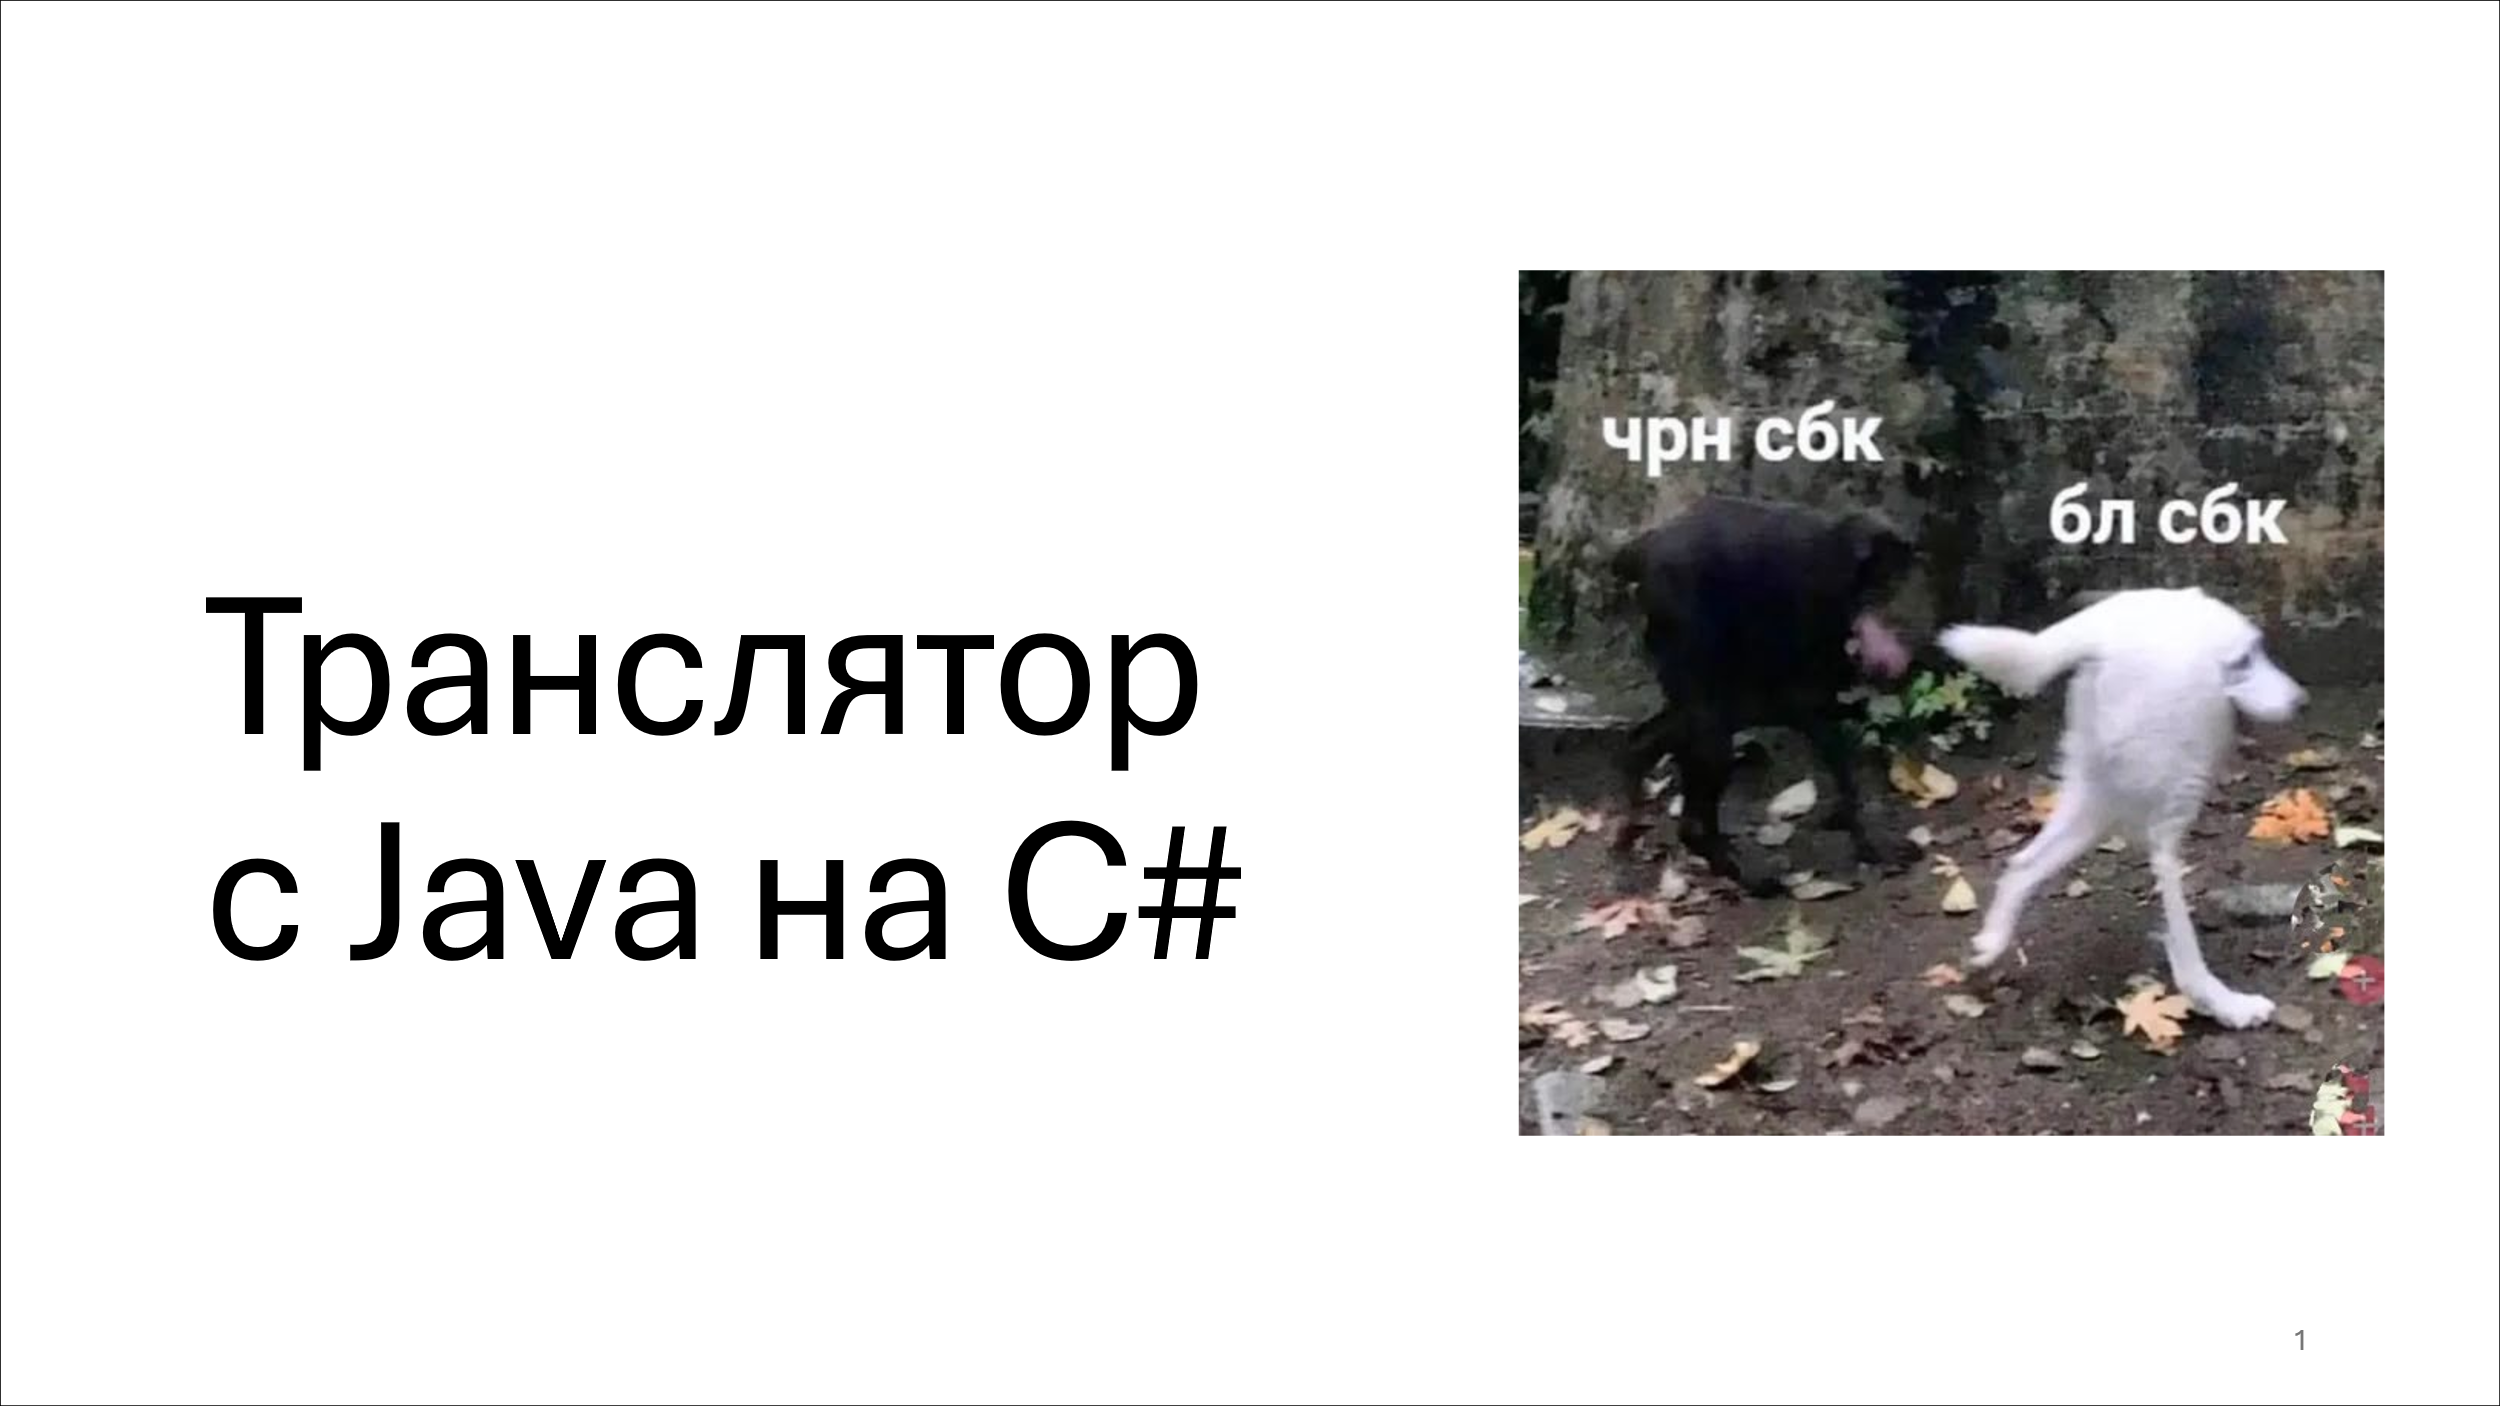 Транслятор
с Java на C#
чрн сбк
бл сбк
1